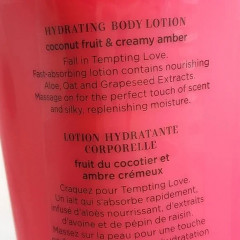 HYDRATING BODY LOTION
coconut fruit & creamy amber
Fall in Tempting Love.
Fast-absorbing lotion contains nourishing
Aloe, Oat and Grapeseed Extracts.
Massage on for the perfect touch of scent
and silky, replenishing moisture.
LOTION HYDRATANTE
CORPORELLE
fruit du cocotier et
ambre crémeux
Craquez pour Tempting Love.
Un lait qui s'absorbe rapidement,
infusé d'aloès nourrissant, d'extraits
d'avoine et de pépin de raisin.
Massez sur la peau pour une touche